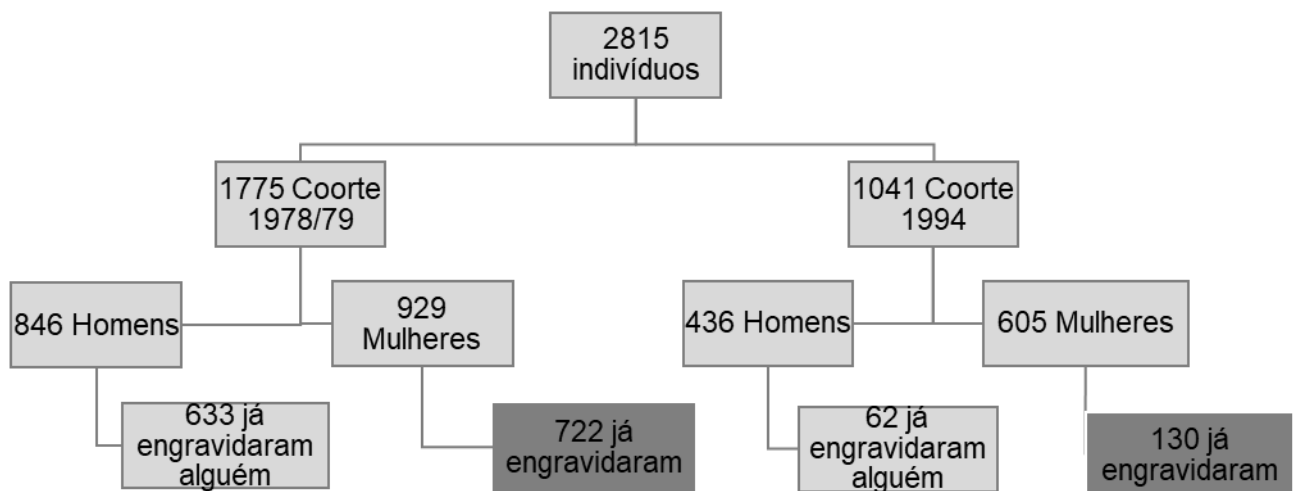 2815
indivíduos
1775 Coorte
1978/79
1041 Coorte
1994
846 Homens
929
Mulheres
436 Homens
605 Mulheres
633 já
engravidaram
alguém
722 já
engravidaram
62 já
engravidaram
alguém
130 já
engravidaram